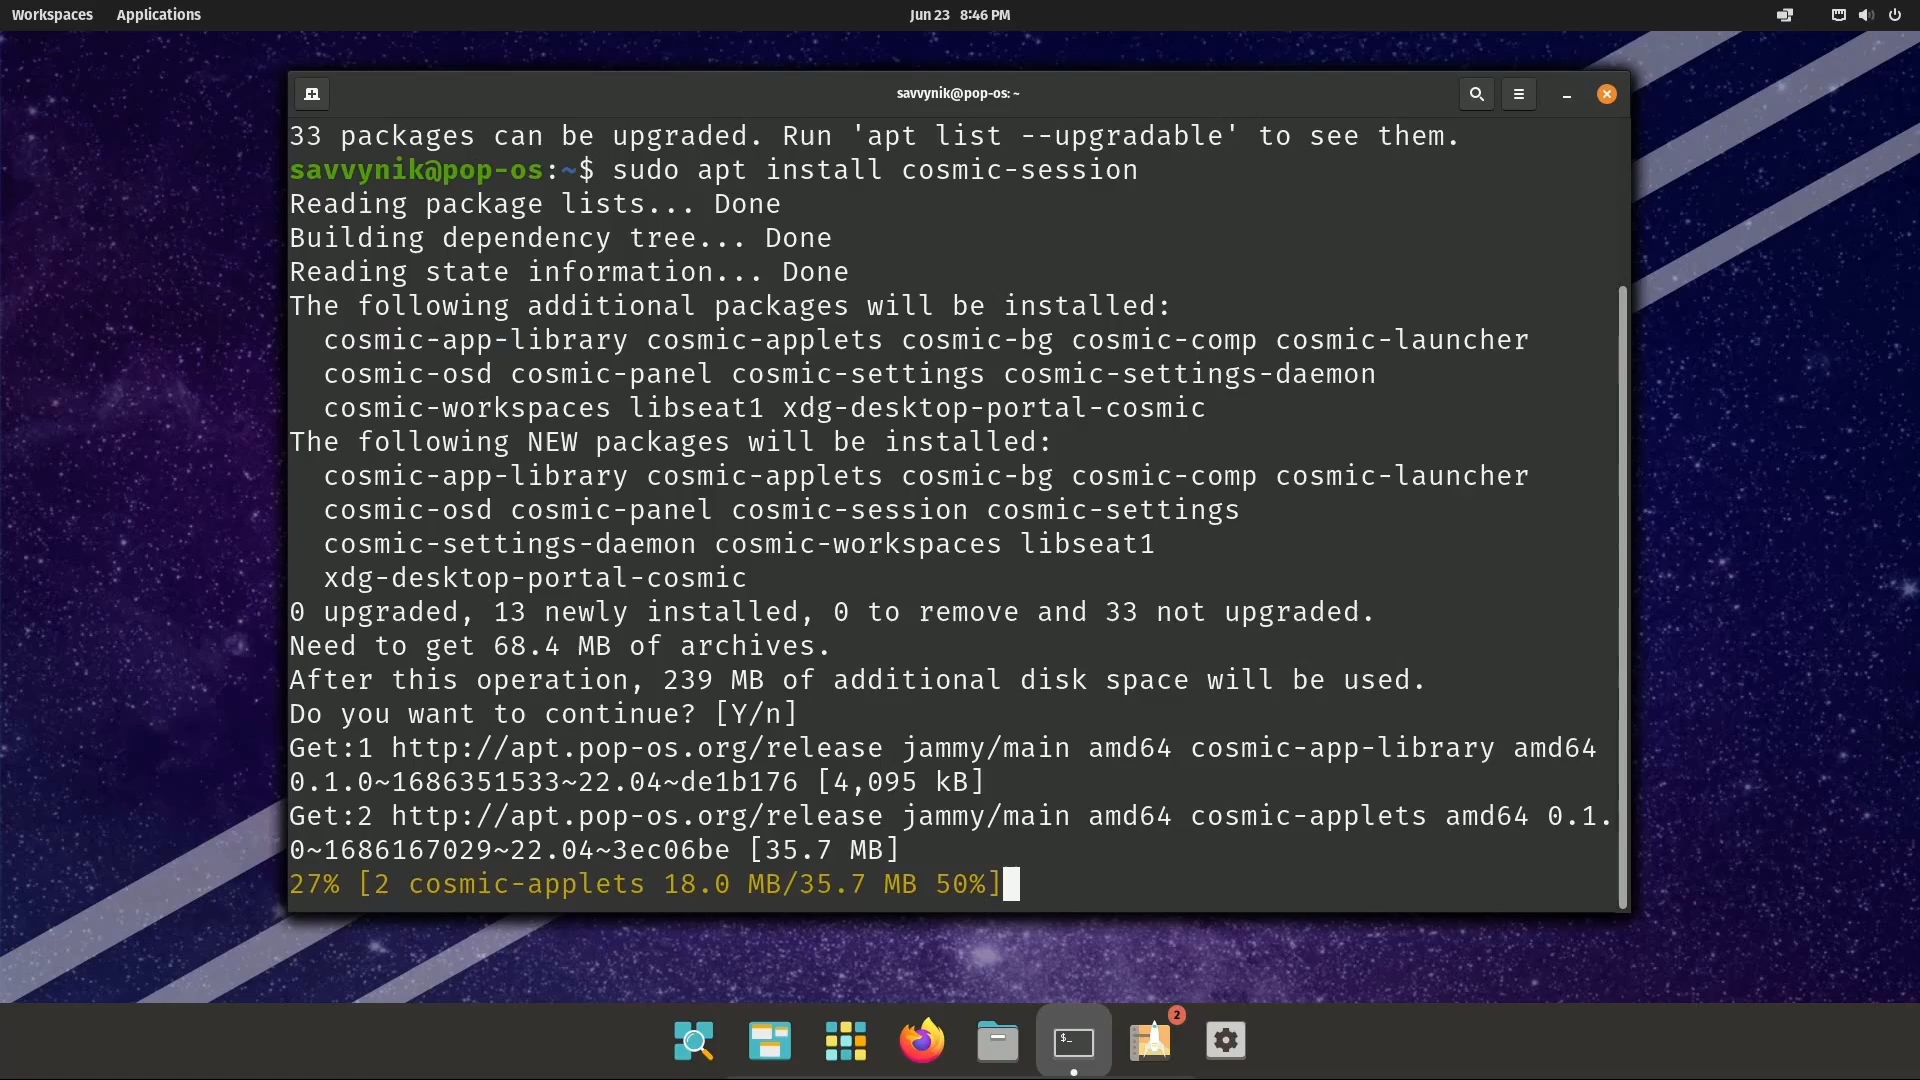 Workspaces Applications Jun 23 8:46 PM
savvynik@pop-os: ~
33 packages can be upgraded. Run 'apt list --upgradable' to see them.
savvynik@pop-os:~$ sudo apt install cosmic-session
Reading package lists... Done
Building dependency tree... Done
Reading state information... Done
The following additional packages will be installed:
  cosmic-app-library cosmic-applets cosmic-bg cosmic-comp cosmic-launcher
  cosmic-osd cosmic-panel cosmic-settings cosmic-settings-daemon
  cosmic-workspaces libseat1 xdg-desktop-portal-cosmic
The following NEW packages will be installed:
  cosmic-app-library cosmic-applets cosmic-bg cosmic-comp cosmic-launcher
  cosmic-osd cosmic-panel cosmic-session cosmic-settings
  cosmic-settings-daemon cosmic-workspaces libseat1
  xdg-desktop-portal-cosmic
0 upgraded, 13 newly installed, 0 to remove and 33 not upgraded.
Need to get 68.4 MB of archives.
After this operation, 239 MB of additional disk space will be used.
Do you want to continue? [Y/n]
Get:1 http://apt.pop-os.org/release jammy/main amd64 cosmic-app-library amd64
0.1.0~1686351533~22.04~de1b176 [4,095 kB]
Get:2 http://apt.pop-os.org/release jammy/main amd64 cosmic-applets amd64 0.1.
0~1686167029~22.04~3ec06be [35.7 MB]
27% [2 cosmic-applets 18.0 MB/35.7 MB 50%]
$_
2